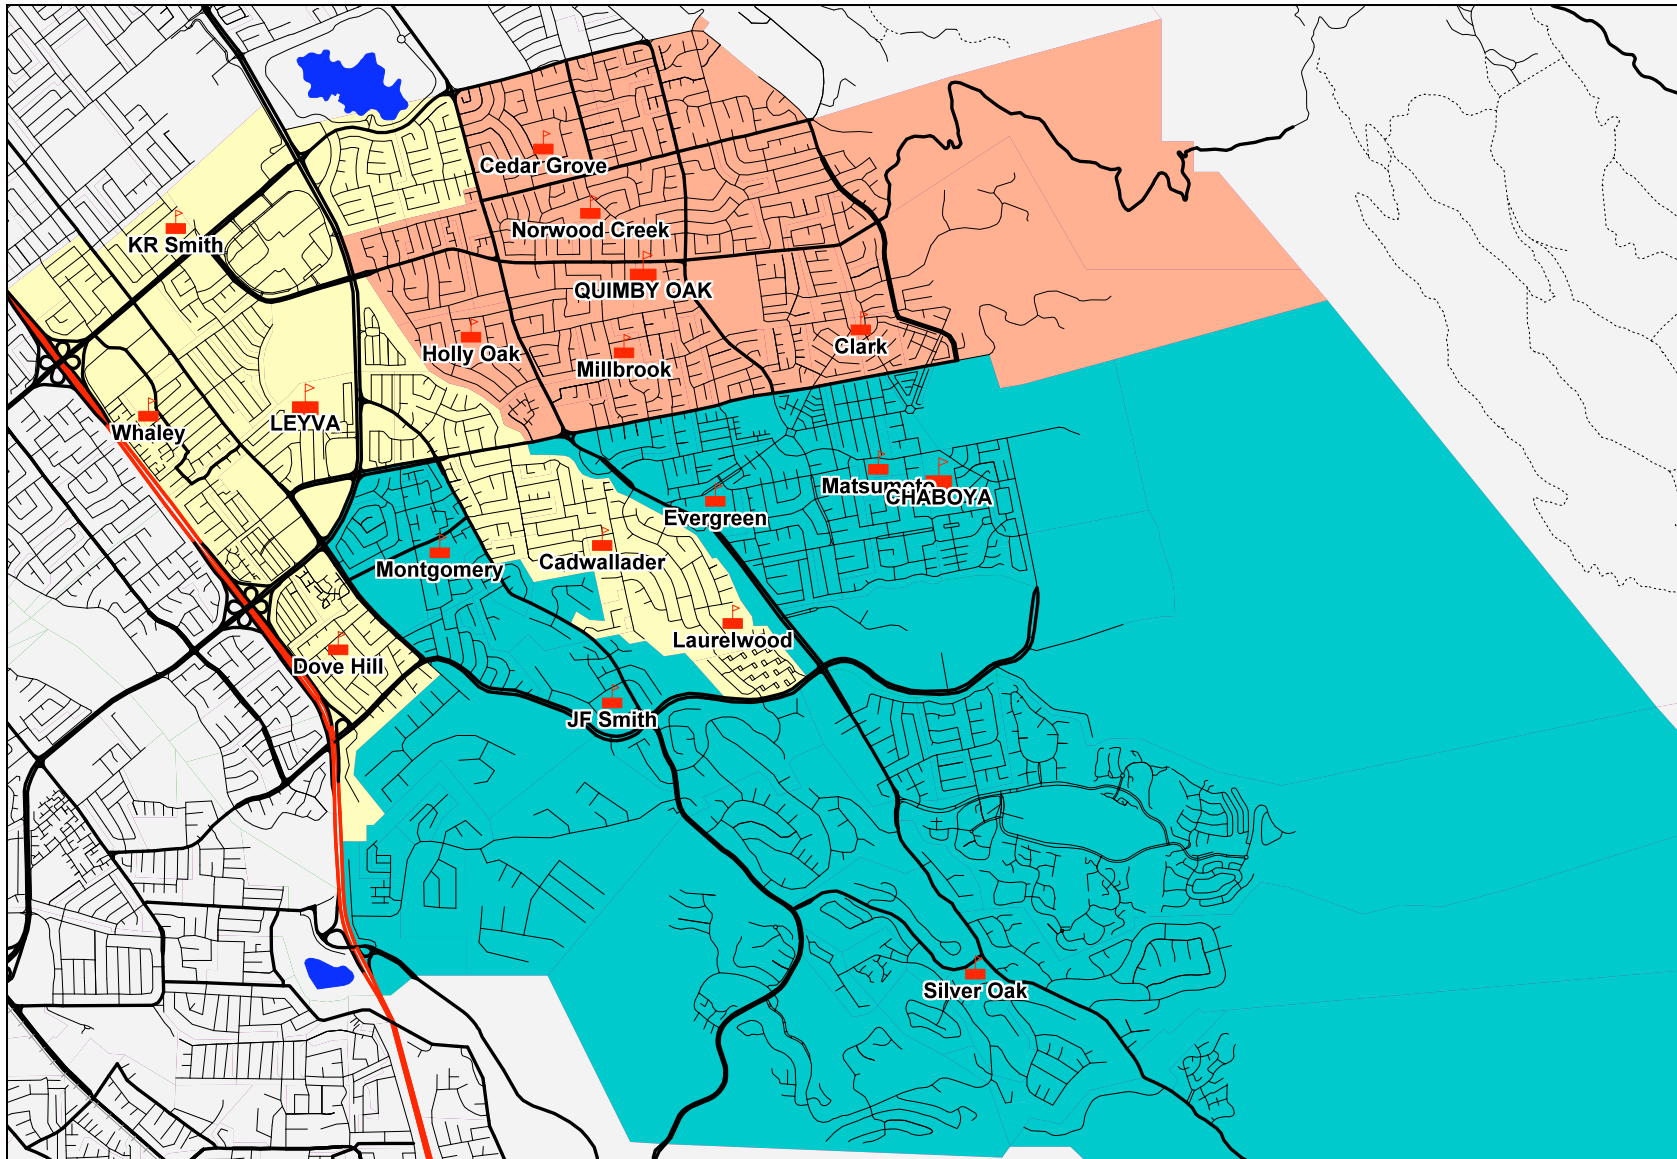 Cedar Grove
Norwood Creek
KR Smith
QUIMBY OAK
Holly Oak
Clark
Millbrook
LEYVA
Whaley
Matsumoto
CHABOYA
Evergreen
Cadwallader
Montgomery
Laurelwood
Dove Hill
JF Smith
Silver Oak